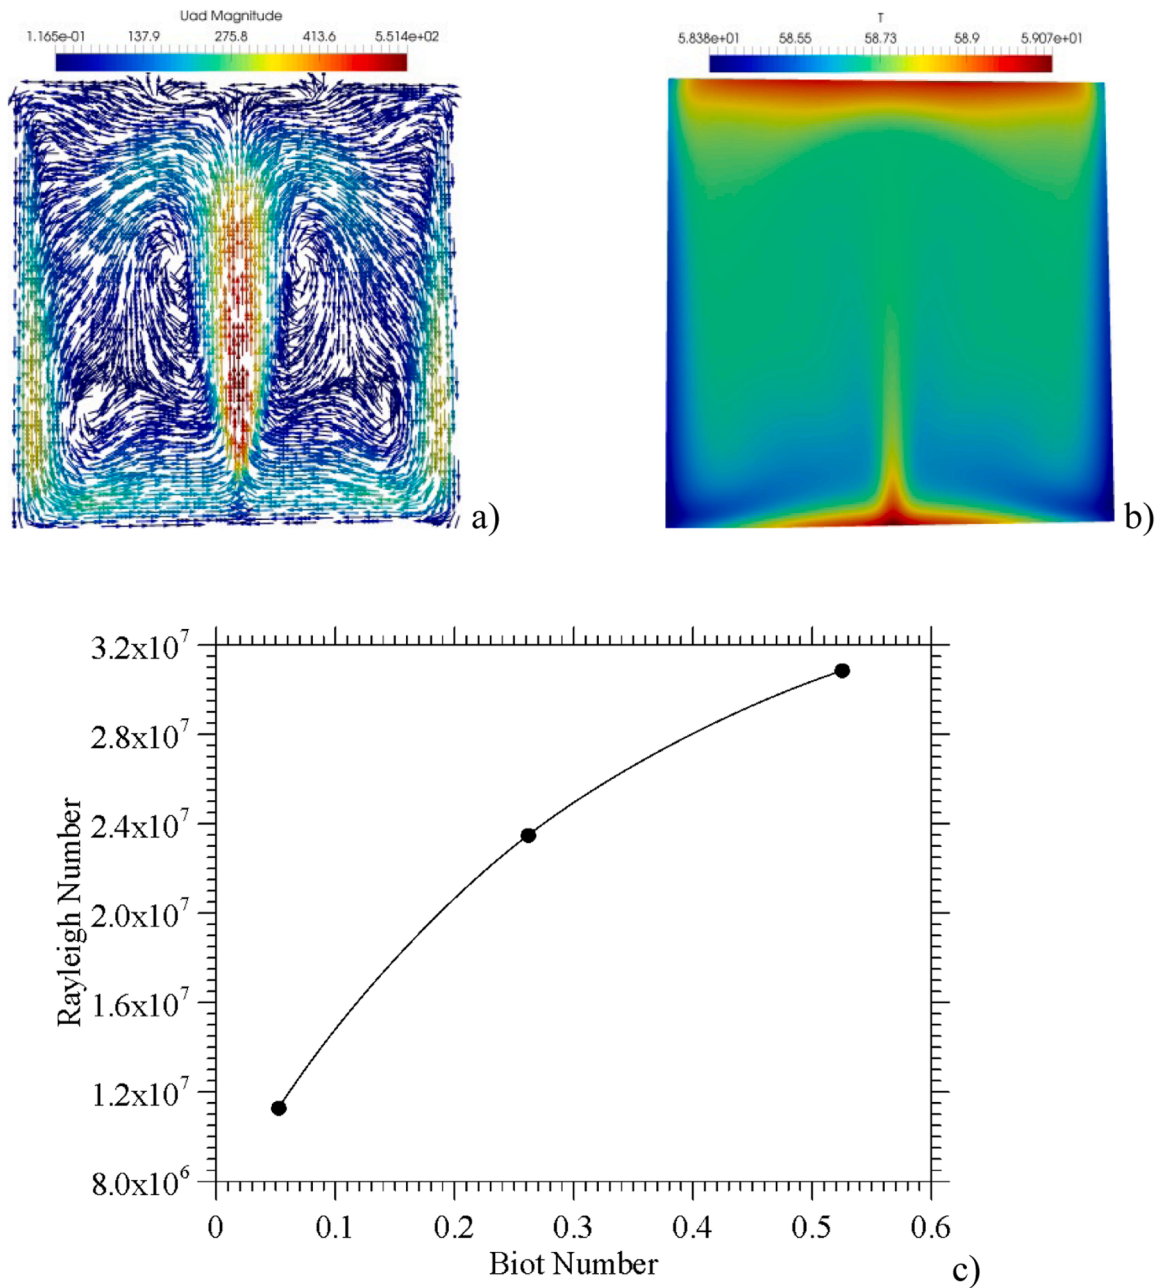 Uad Magnitude
1.165e-01 137.9 275.8 413.6 5.514e+02
T
5.838e+01 58.55 58.73 58.9 5.907e+01
a)
b)
3.2x10⁷
2.8x10⁷
2.4x10⁷
2.0x10⁷
1.6x10⁷
1.2x10⁷
8.0x10⁶
Rayleigh Number
0 0.1 0.2 0.3 0.4 0.5 0.6
Biot Number
c)